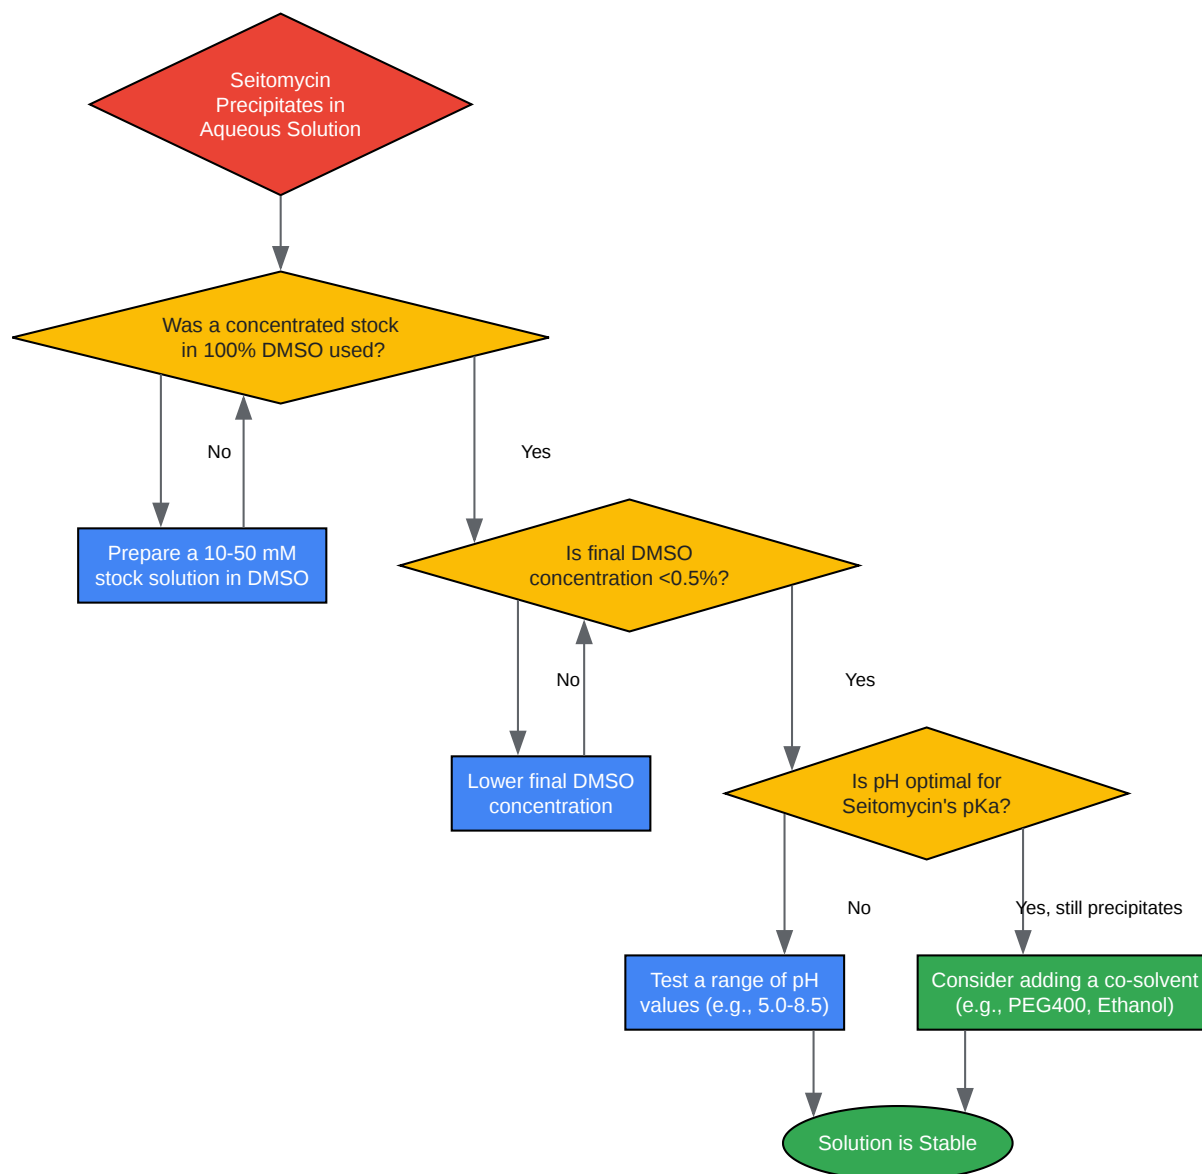 Seitomycin
Precipitates in
Aqueous Solution
Was a concentrated stock
in 100% DMSO used?
No
Yes
Prepare a 10-50 mM
stock solution in DMSO
Is final DMSO
concentration <0.5%?
No
Yes
Lower final DMSO
concentration
Is pH optimal for
Seitomycin's pKa?
No
Yes, still precipitates
Test a range of pH
values (e.g., 5.0-8.5)
Consider adding a co-solvent
(e.g., PEG400, Ethanol)
Solution is Stable